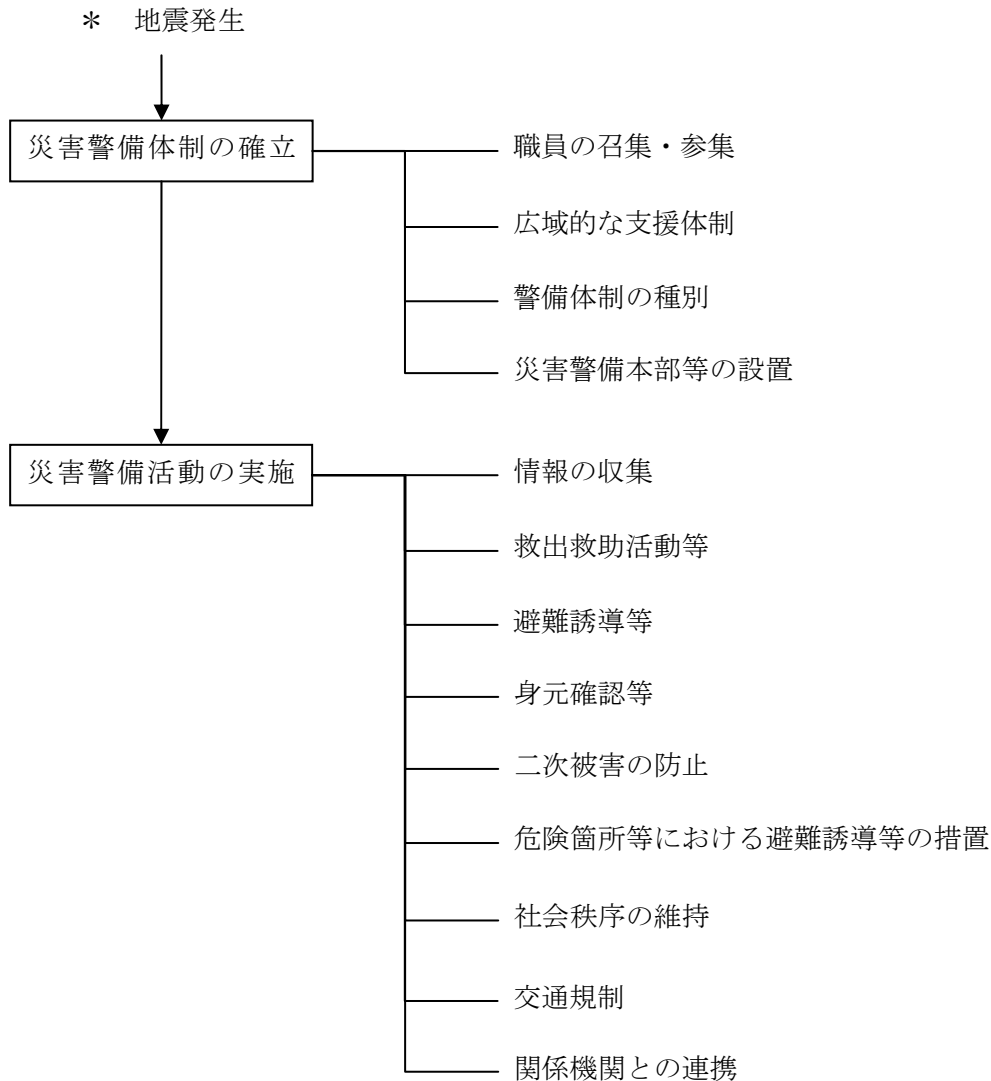 ＊　地震発生
災害警備体制の確立
職員の召集・参集
広域的な支援体制
警備体制の種別
災害警備本部等の設置
災害警備活動の実施
情報の収集
救出救助活動等
避難誘導等
身元確認等
二次被害の防止
危険箇所等における避難誘導等の措置
社会秩序の維持
交通規制
関係機関との連携